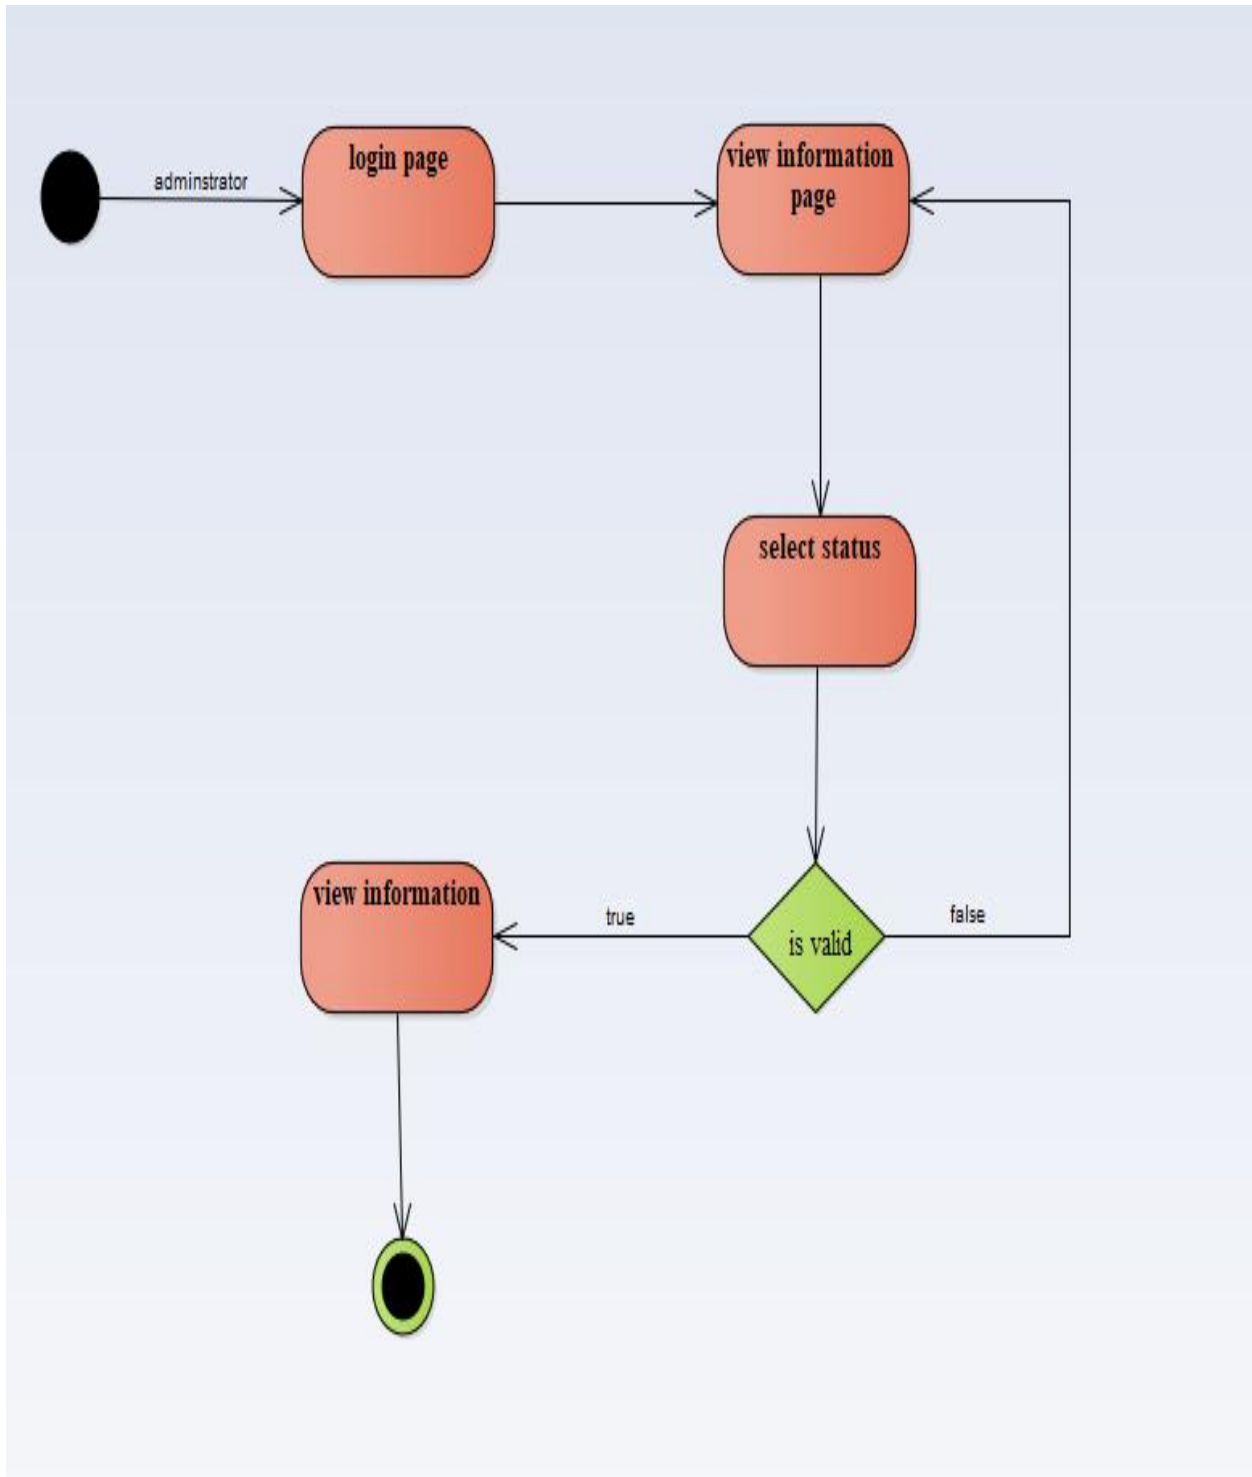 adminstrator
login page
view information
page
select status
view information
true
is valid
false